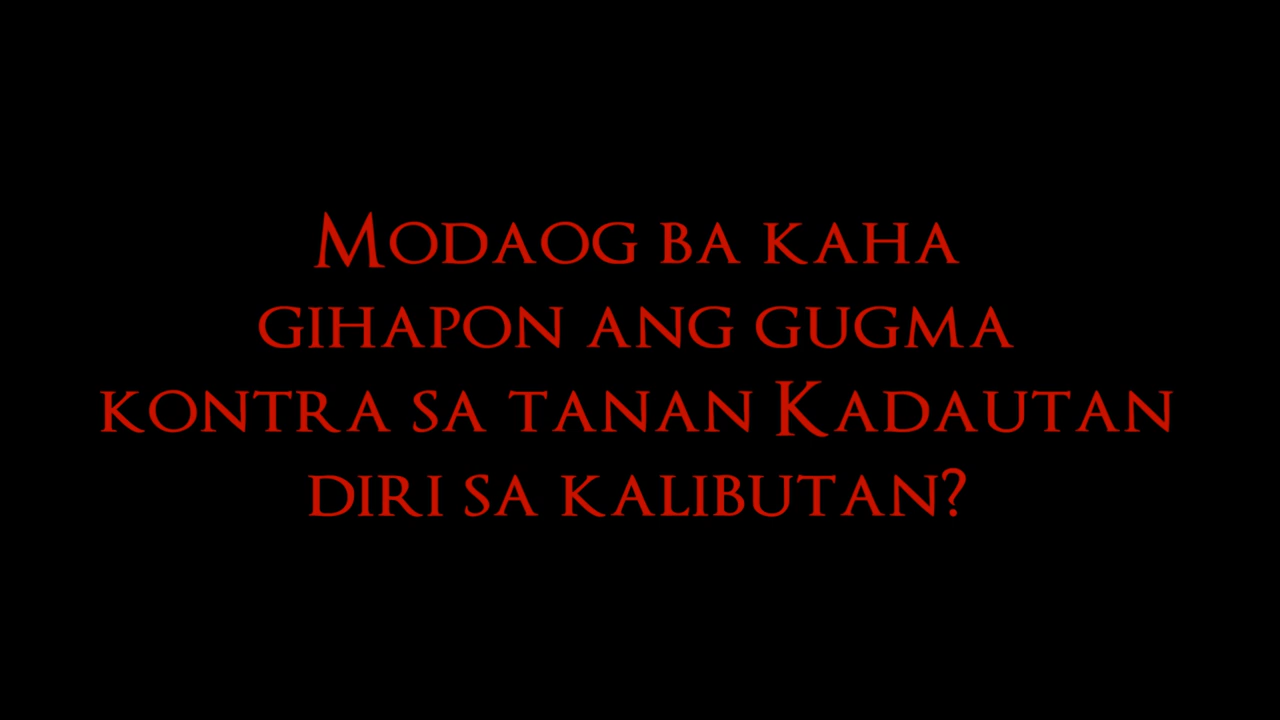 Modaog ba kaha
gihapon ang gugma
kontra sa tanan Kadautan
diri sa kalibutan?